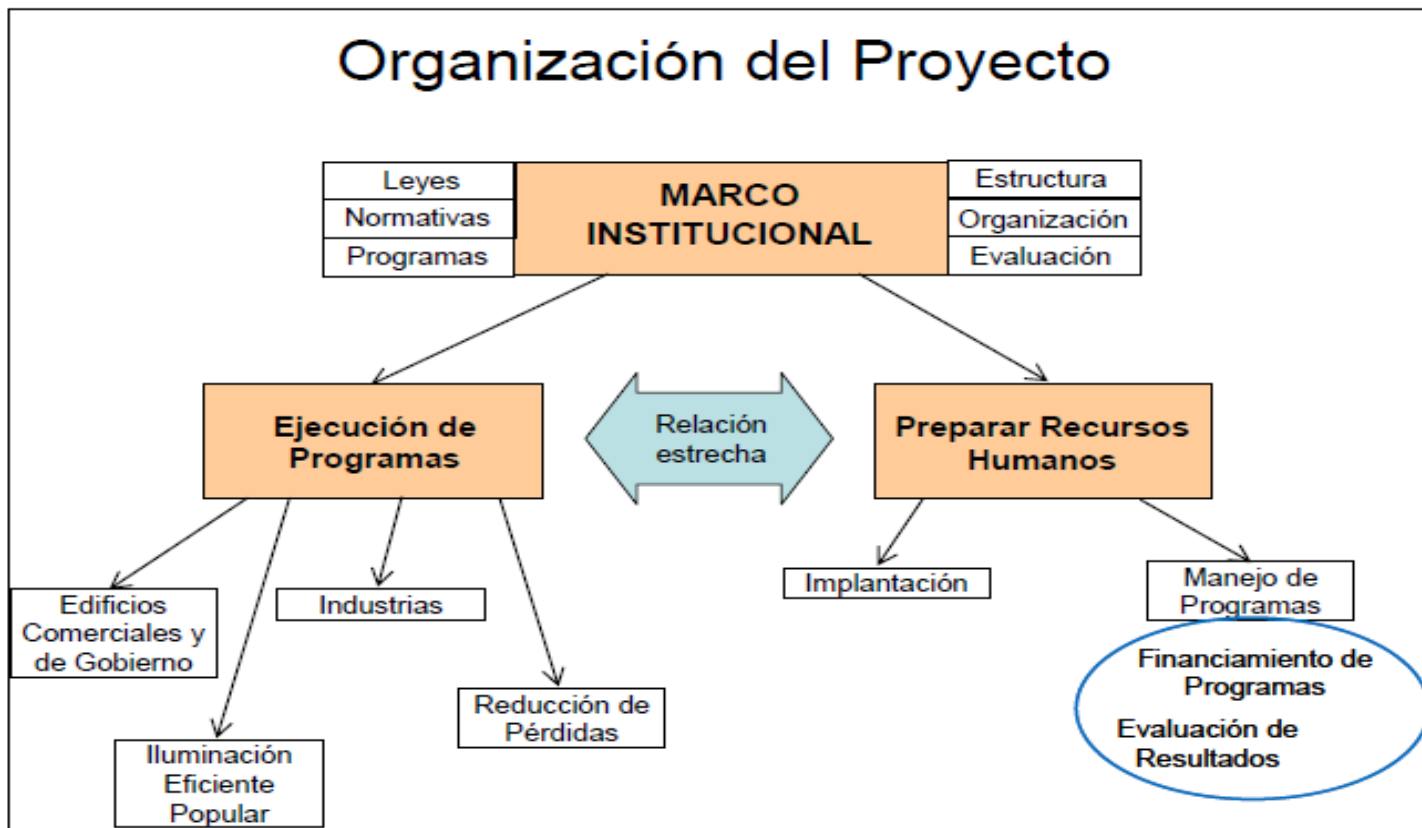 Organización del Proyecto
Leyes
Normativas
Programas
MARCO
INSTITUCIONAL
Estructura
Organización
Evaluación
Ejecución de
Programas
Relación
estrecha
Preparar Recursos
Humanos
Edificios
Comerciales y
de Gobierno
Iluminación
Eficiente
Popular
Industrias
Reducción de
Pérdidas
Implantación
Manejo de
Programas
Financiamiento de
Programas
Evaluación de
Resultados